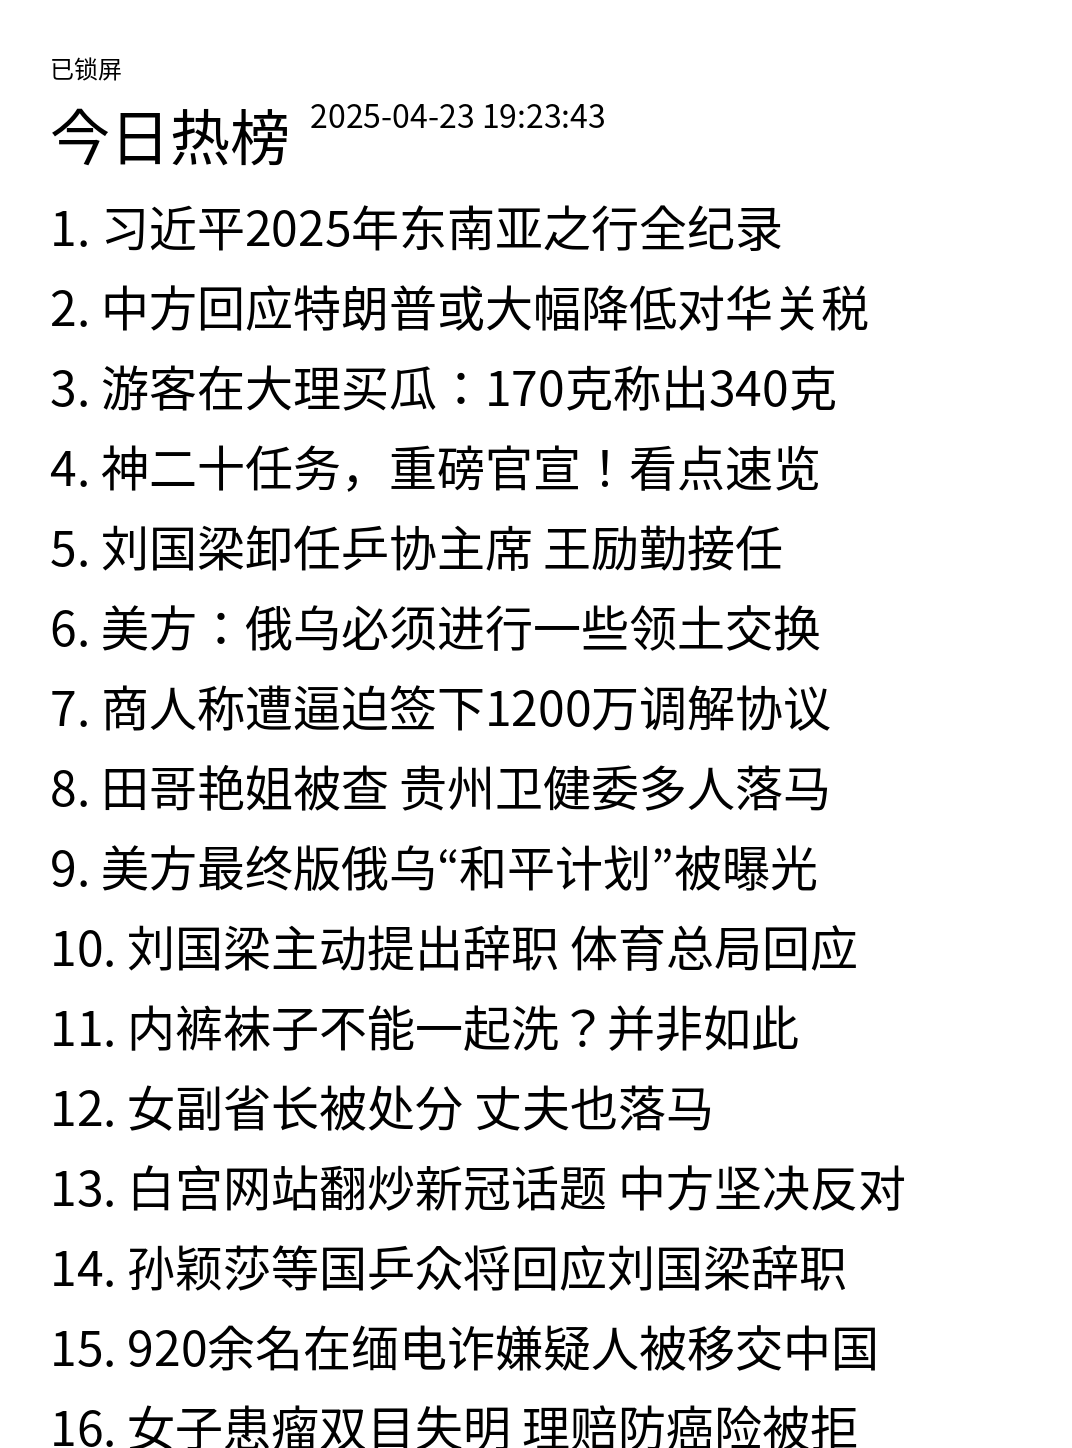 已锁屏
今日热榜 2025-04-23 19:23:43
1. 习近平2025年东南亚之行全纪录
2. 中方回应特朗普或大幅降低对华关税
3. 游客在大理买瓜：170克称出340克
4. 神二十任务，重磅官宣！看点速览
5. 刘国梁卸任乒协主席 王励勤接任
6. 美方：俄乌必须进行一些领土交换
7. 商人称遭逼迫签下1200万调解协议
8. 田哥艳姐被查 贵州卫健委多人落马
9. 美方最终版俄乌“和平计划”被曝光
10. 刘国梁主动提出辞职 体育总局回应
11. 内裤袜子不能一起洗？并非如此
12. 女副省长被处分 丈夫也落马
13. 白宫网站翻炒新冠话题 中方坚决反对
14. 孙颖莎等国乒众将回应刘国梁辞职
15. 920余名在缅电诈嫌疑人被移交中国
16. 女子患瘤双目失明 理赔防癌险被拒